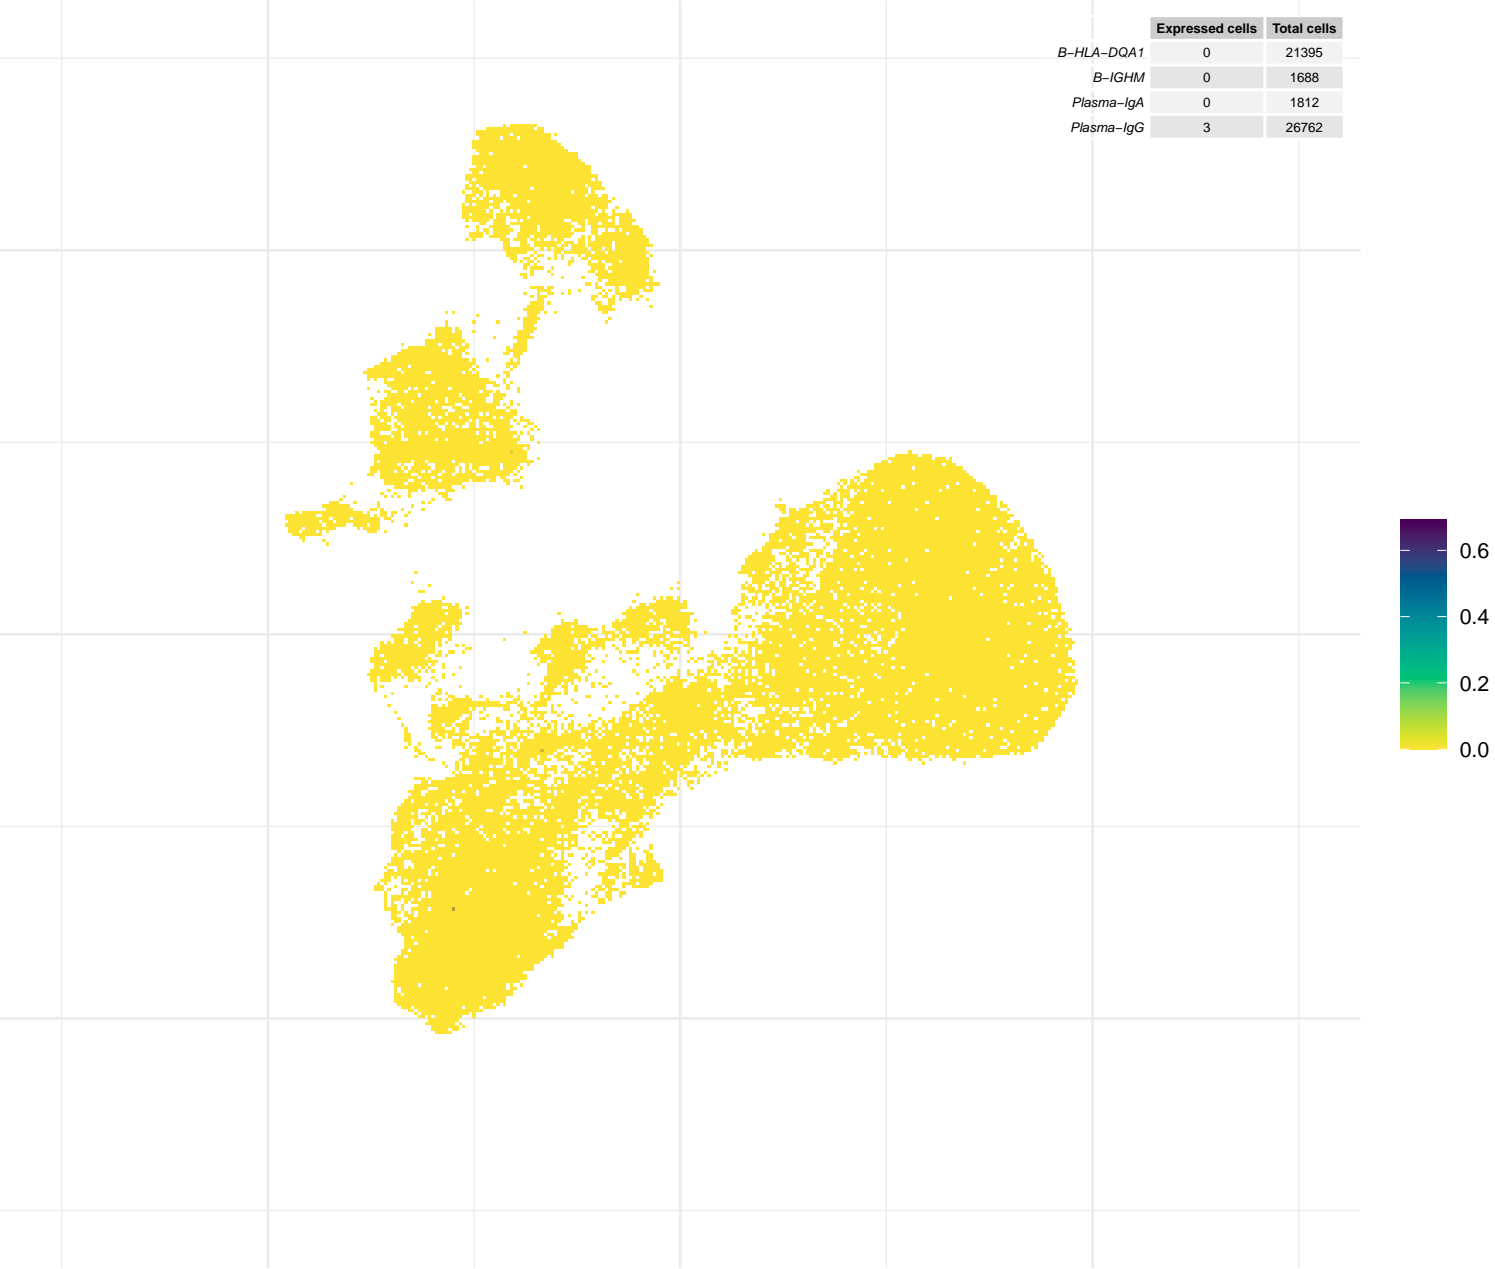 Expressed cells Total cells
B−HLA−DQA1 0 21395
B−IGHM 0 1688
Plasma−IgA 0 1812
Plasma−IgG 3 26762
0.6
0.4
0.2
0.0